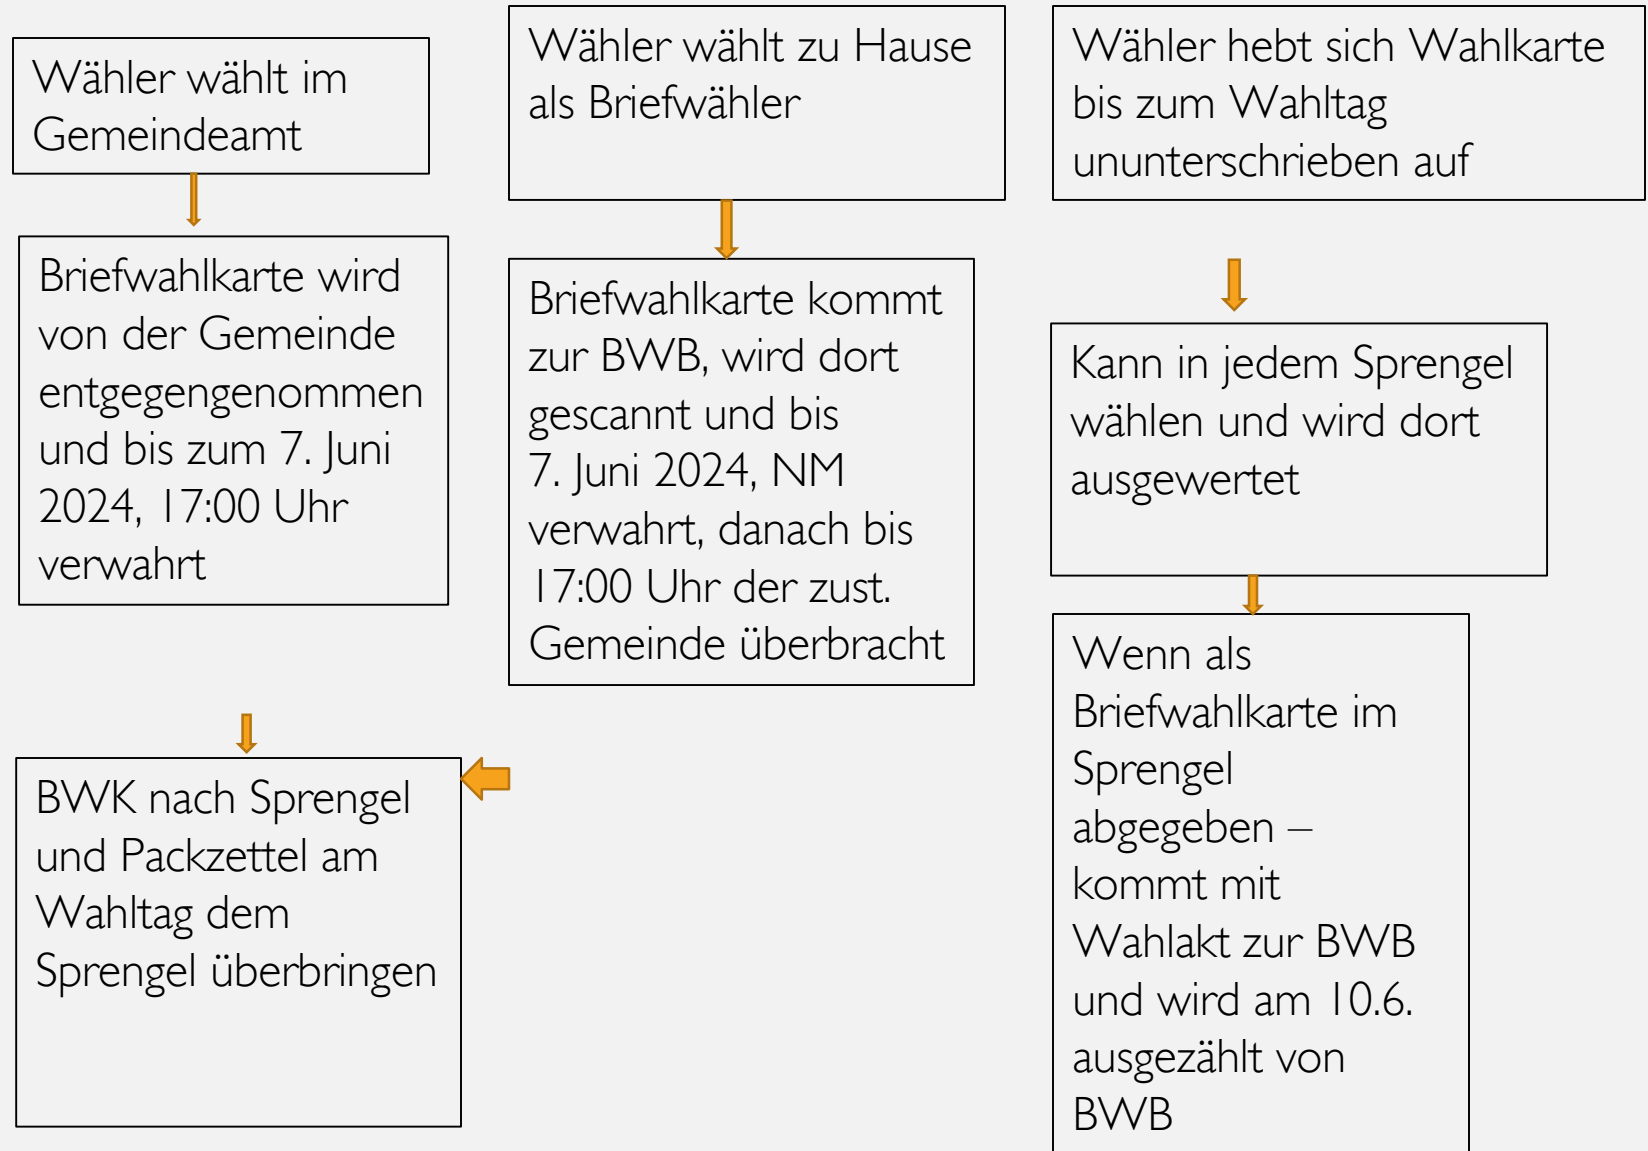 Wähler wählt im
Gemeindeamt
Briefwahlkarte wird
von der Gemeinde
entgegengenommen
und bis zum 7. Juni
2024, 17:00 Uhr
verwahrt
BWK nach Sprengel
und Packzettel am
Wahltag dem
Sprengel überbringen
Wähler wählt zu Hause
als Briefwähler
Briefwahlkarte kommt
zur BWB, wird dort
gescannt und bis
7. Juni 2024, NM
verwahrt, danach bis
17:00 Uhr der zust.
Gemeinde überbracht
Wähler hebt sich Wahlkarte
bis zum Wahltag
ununterschrieben auf
Kann in jedem Sprengel
wählen und wird dort
ausgewertet
Wenn als
Briefwahlkarte im
Sprengel
abgegeben –
kommt mit
Wahlakt zur BWB
und wird am 10.6.
ausgezählt von
BWB